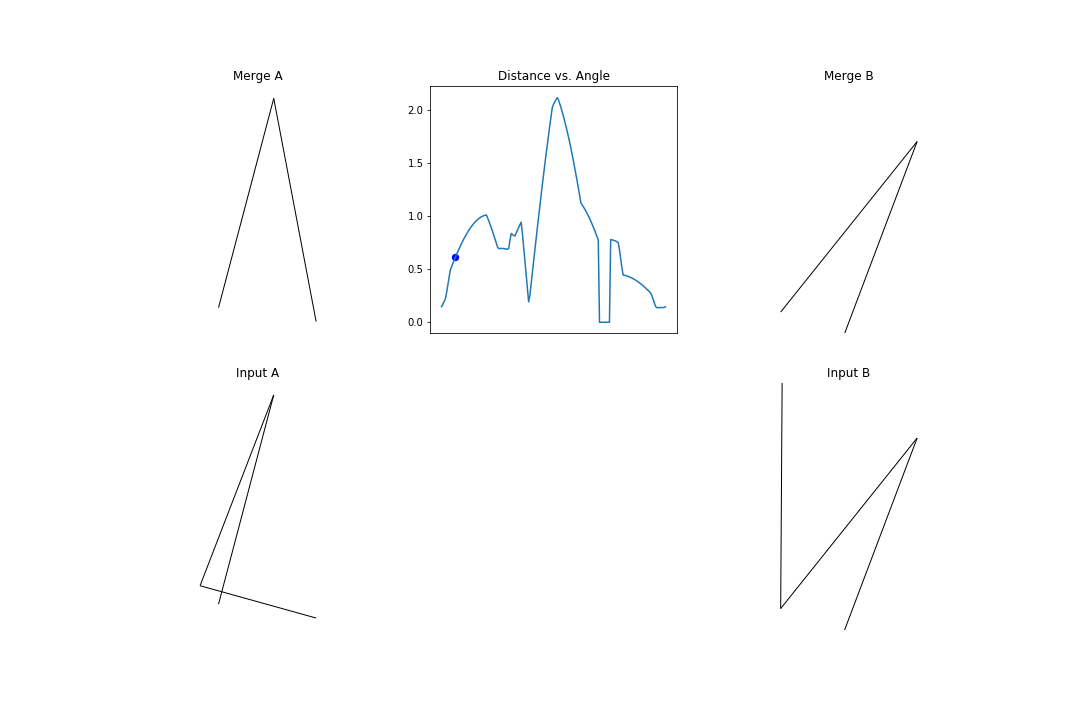 Merge A
Distance vs. Angle
Merge B
2.0
1.5
1.0
0.5
0.0
Input A
Input B